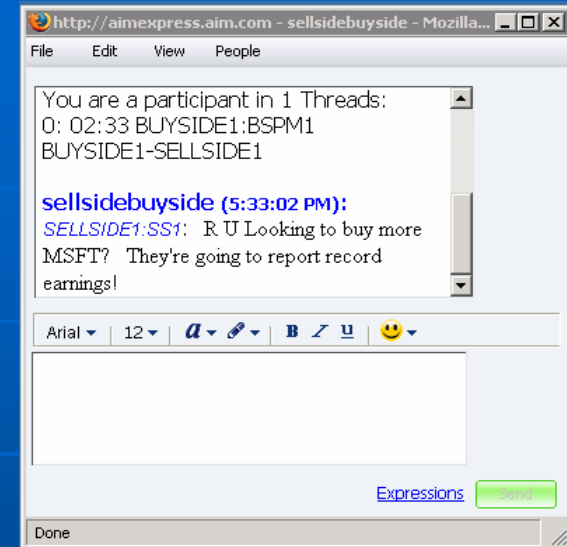 http://aimexpress.aim.com - sellsidebuyside - Mozilla...
File Edit View People
You are a participant in 1 Threads:
0: 02:33 BUYSIDE1:BSPM1
BUYSIDE1-SELLSIDE1
sellsidebuyside (5:33:02 PM):
SELLSIDE1:SS1: R U Looking to buy more
MSFT? They're going to report record
earnings!
Arial 12 a B I U
Expressions Send
Done